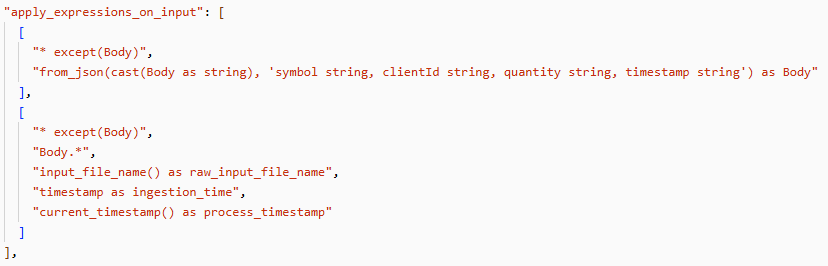 "apply_expressions_on_input": [
[
"* except(Body)",
"from_json(cast(Body as string), 'symbol string, clientId string, quantity string, timestamp string') as Body"
],
[
"* except(Body)",
"Body.*",
"input_file_name() as raw_input_file_name",
"timestamp as ingestion_time",
"current_timestamp() as process_timestamp"
]
],